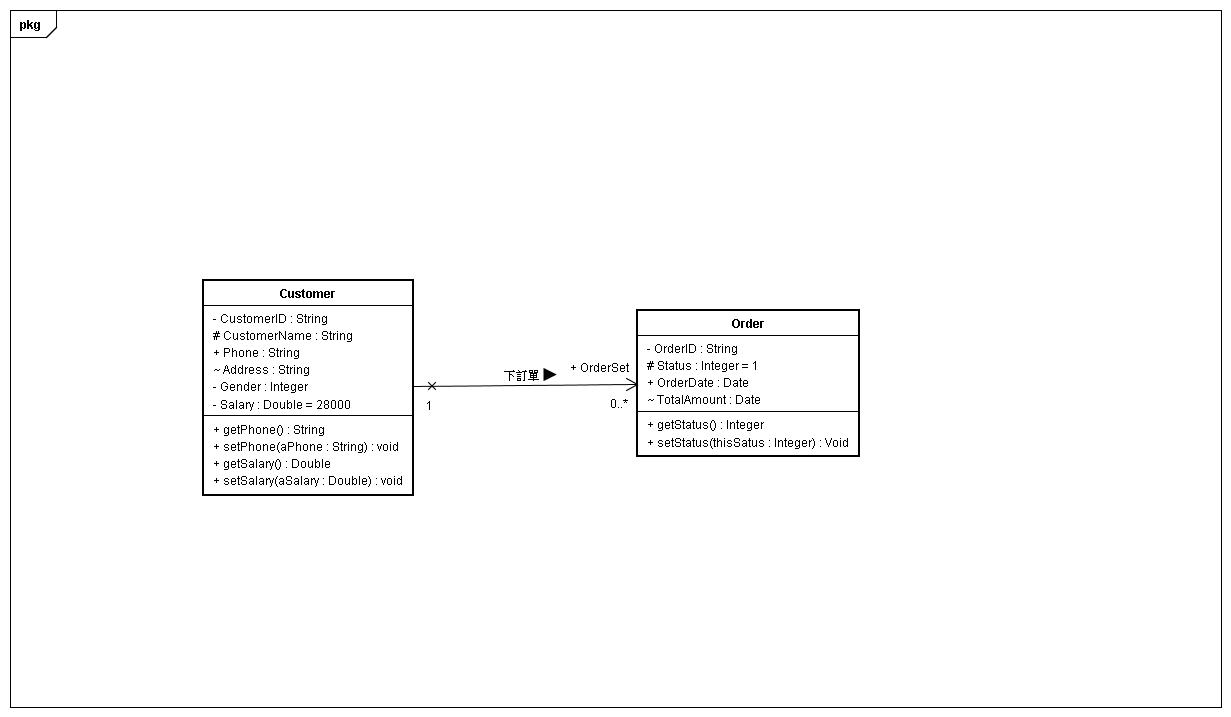 pkg
Customer
- CustomerID : String
# CustomerName : String
+ Phone : String
~ Address : String
- Gender : Integer
- Salary : Double = 28000
+ getPhone() : String
+ setPhone(aPhone : String) : void
+ getSalary() : Double
+ setSalary(aSalary : Double) : void
下訂單
+ OrderSet
1
0..*
Order
- OrderID : String
# Status : Integer = 1
+ OrderDate : Date
~ TotalAmount : Date
+ getStatus() : Integer
+ setStatus(thisSatus : Integer) : Void